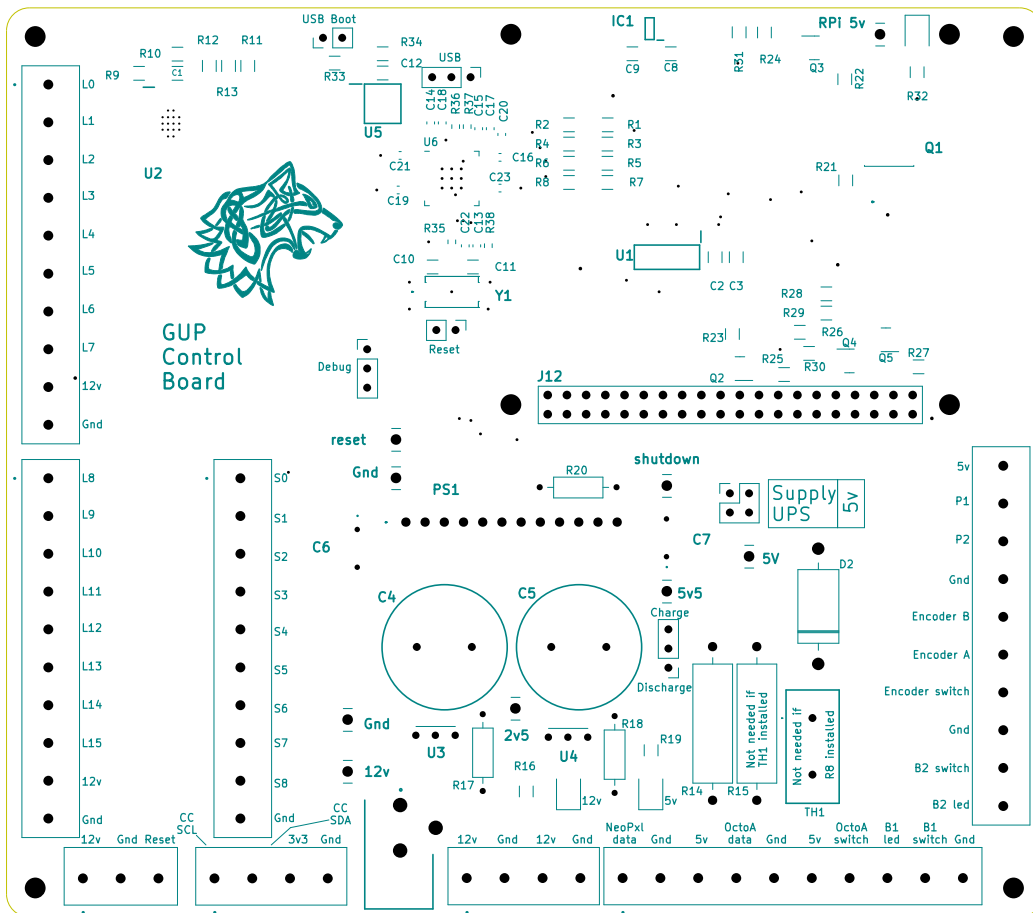 USB Boot
IC1
RPi 5v
R10
R12
R11
R34
USB
R9
C1
R13
R33
C12
C9
C8
R31
R24
Q3
R22
R32
L0
L1
L2
L3
L4
L5
L6
L7
12v
Gnd
U2
U5
C14
C18
R36
R37
C15
C17
C20
U6
C21
C16
C23
C19
R2
R1
R4
R3
R6
R5
R8
R7
Q1
R21
R35
C22
C13
R38
C10
C11
Y1
U1
C2
C3
R28
R29
R26
R23
R25
R30
Q4
Q5
R27
Q2
GUP
Control
Board
Reset
Debug
J12
reset
Gnd
PS1
R20
shutdown
Supply
UPS
5v
C6
C7
5V
D2
5v5
L8
L9
L10
L11
L12
L13
L14
L15
12v
Gnd
S0
S1
S2
S3
S4
S5
S6
S7
S8
Gnd
5v
P1
P2
Gnd
Encoder B
Encoder A
Encoder switch
Gnd
B2 switch
B2 led
C4
C5
Charge
Discharge
Gnd
12v
U3
2v5
U4
R17
R16
R18
R19
12v
5v
R14
R15
Not needed if
TH1 installed
Not needed if
R8 installed
TH1
CC
SCL
CC
SDA
12v
Gnd
Reset
3v3
Gnd
12v
Gnd
12v
Gnd
NeoPxl
data
5v
OctoA
data
Gnd
5v
OctoA
switch
B1
led
B1
switch
Gnd